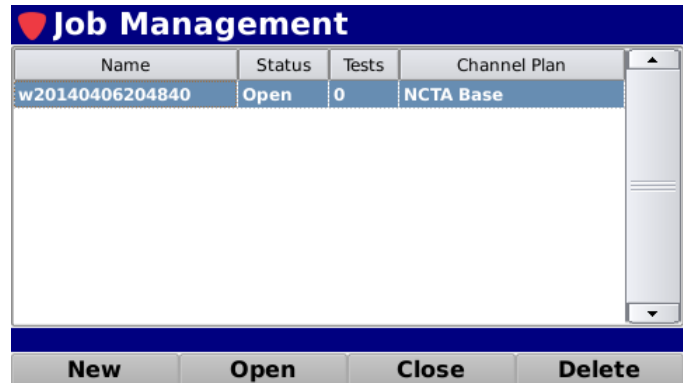 Job Management
Name Status Tests Channel Plan
w20140406204840 Open 0 NCTA Base
New Open Close Delete